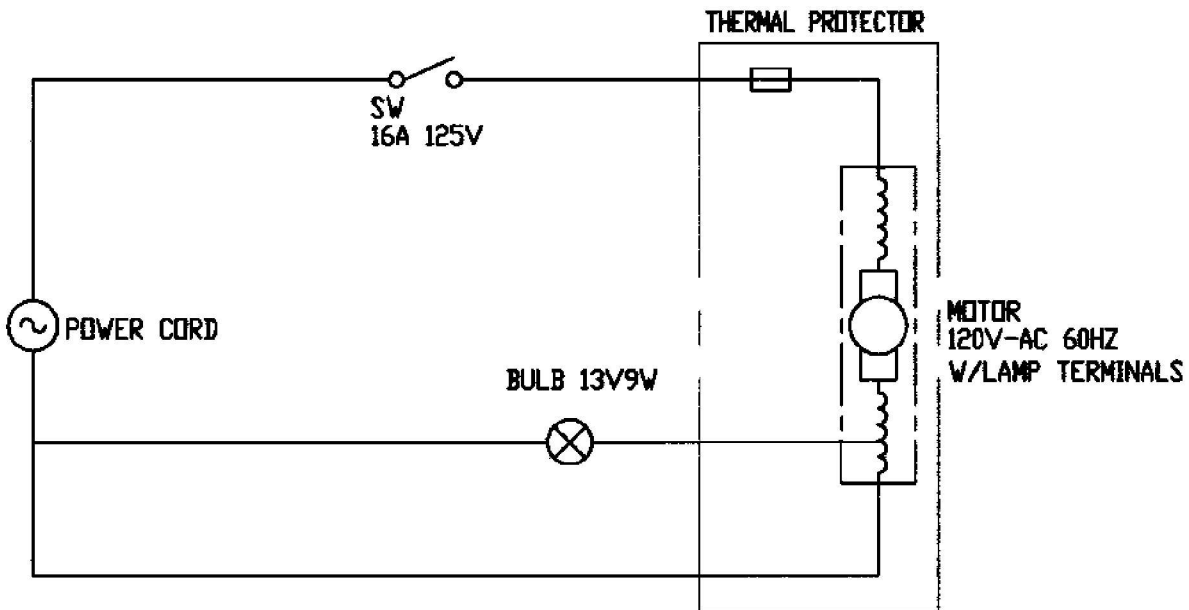 THERMAL PROTECTOR
SW
16A 125V
POWER CORD
MOTOR
120V-AC 60HZ
W/LAMP TERMINALS
BULB 13V9W